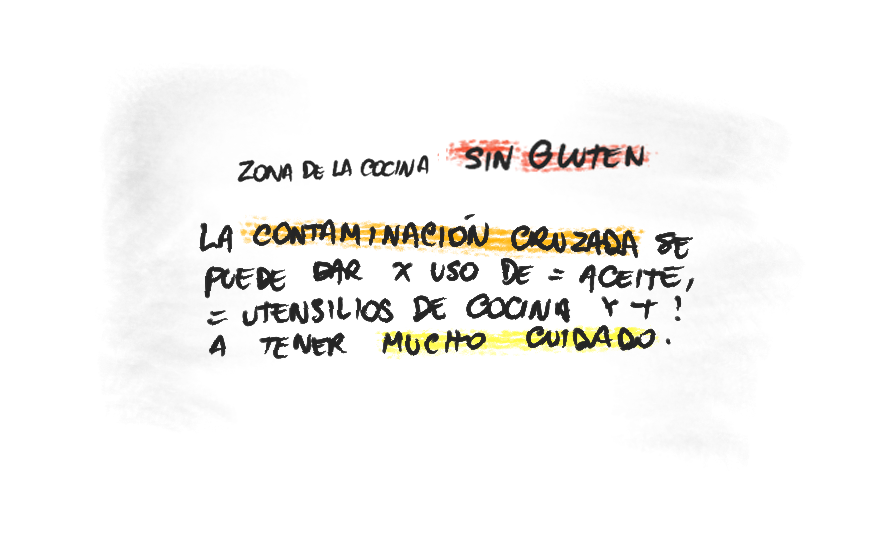 ZONA DE LA COCINA SIN GLUTEN
LA CONTAMINACIÓN CRUZADA SE
PUEDE DAR X USO DE = ACEITE,
= UTENSILIOS DE COCINA Y + !
A TENER MUCHO CUIDADO.